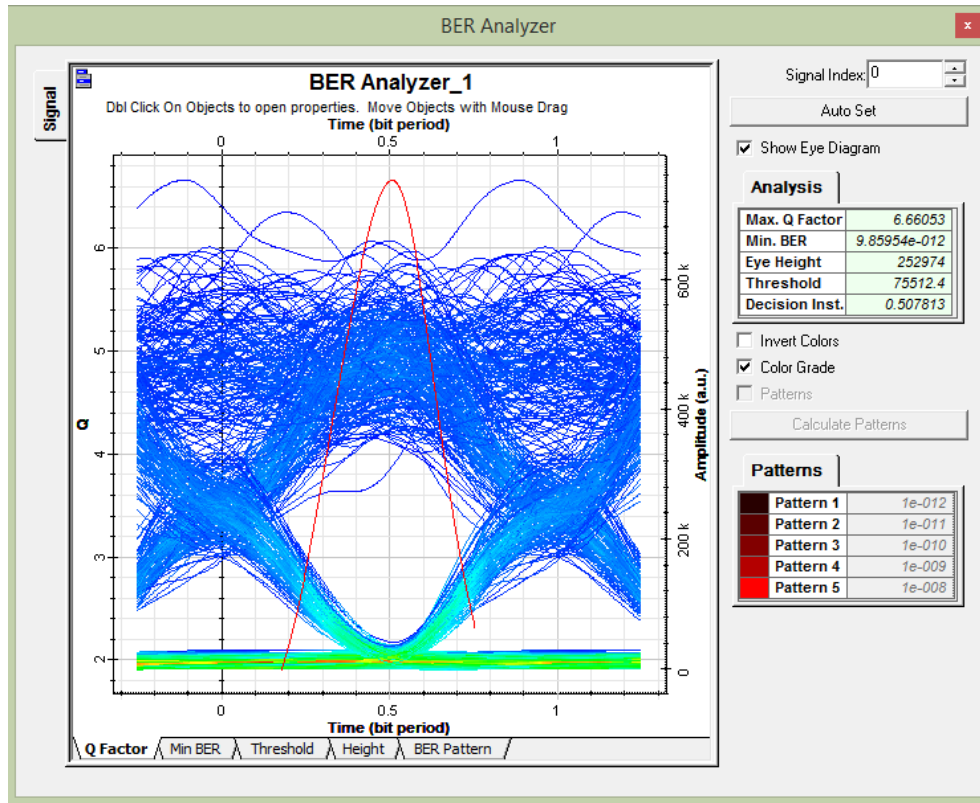 BER Analyzer
x
Signal
BER Analyzer_1
Dbl Click On Objects to open properties. Move Objects with Mouse Drag
Time (bit period)
0 0.5 1
Q
6
5
4
3
2
600 k
400 k
200 k
0
Amplitude (a.u.)
0 0.5 1
Time (bit period)
Q Factor Min BER Threshold Height BER Pattern
Signal Index: 0
Auto Set
Show Eye Diagram
Analysis
Max. Q Factor 6.66053
Min. BER 9.85954e-012
Eye Height 252974
Threshold 75512.4
Decision Inst. 0.507813
Invert Colors
Color Grade
Patterns
Calculate Patterns
Patterns
Pattern 1 1e-012
Pattern 2 1e-011
Pattern 3 1e-010
Pattern 4 1e-009
Pattern 5 1e-008